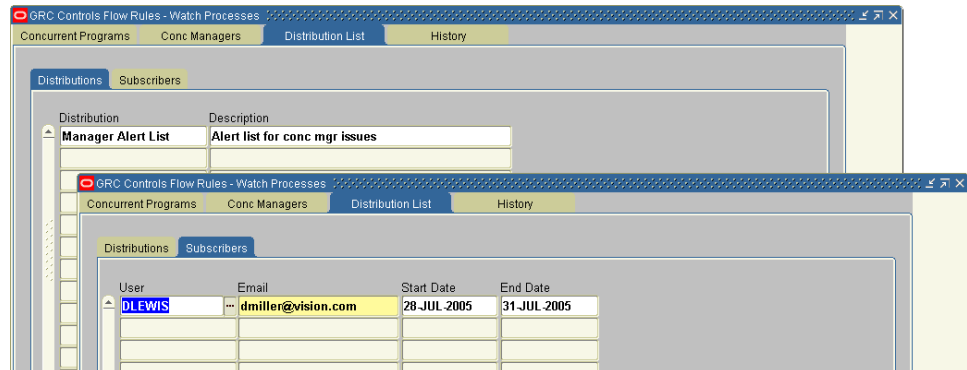 GRC Controls Flow Rules - Watch Processes
Concurrent Programs Conc Managers Distribution List History
Distributions Subscribers
Distribution Description
Manager Alert List Alert list for conc mgr issues
GRC Controls Flow Rules - Watch Processes
Concurrent Programs Conc Managers Distribution List History
Distributions Subscribers
User Email Start Date End Date
DLEWIS ... dmiller@vision.com 28-JUL-2005 31-JUL-2005